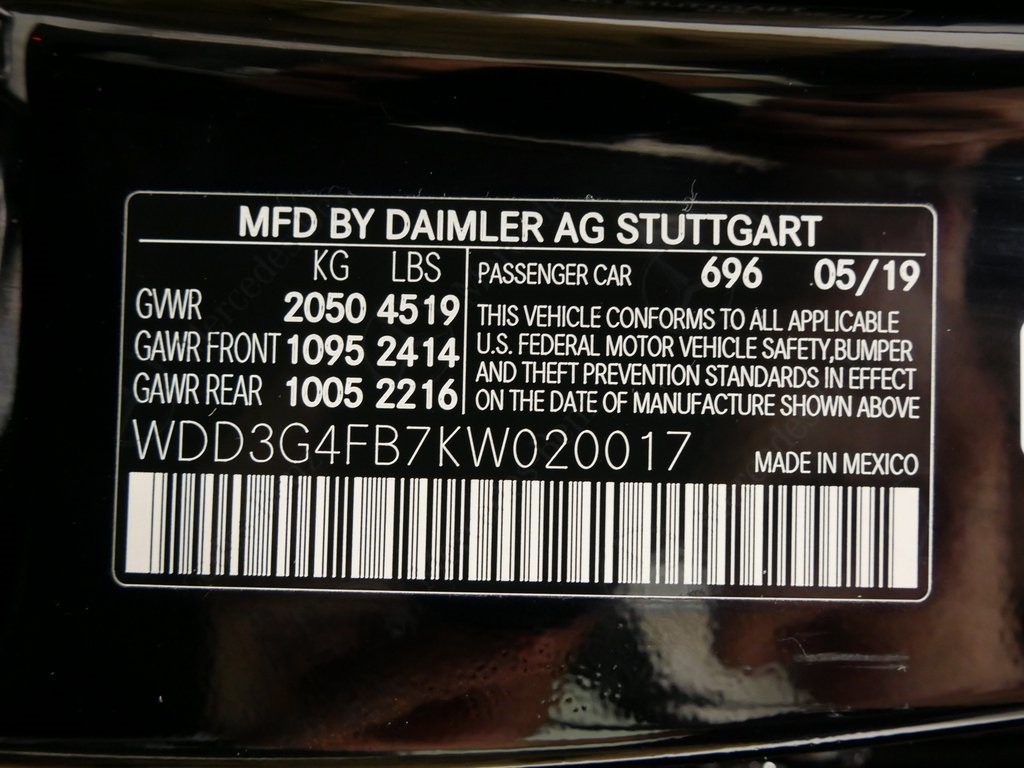 MFD BY DAIMLER AG STUTTGART
KG LBS
GVWR 2050 4519
GAWR FRONT 1095 2414
GAWR REAR 1005 2216
PASSENGER CAR 696 05/19
THIS VEHICLE CONFORMS TO ALL APPLICABLE
U.S. FEDERAL MOTOR VEHICLE SAFETY,BUMPER
AND THEFT PREVENTION STANDARDS IN EFFECT
ON THE DATE OF MANUFACTURE SHOWN ABOVE
WDD3G4FB7KW020017
MADE IN MEXICO